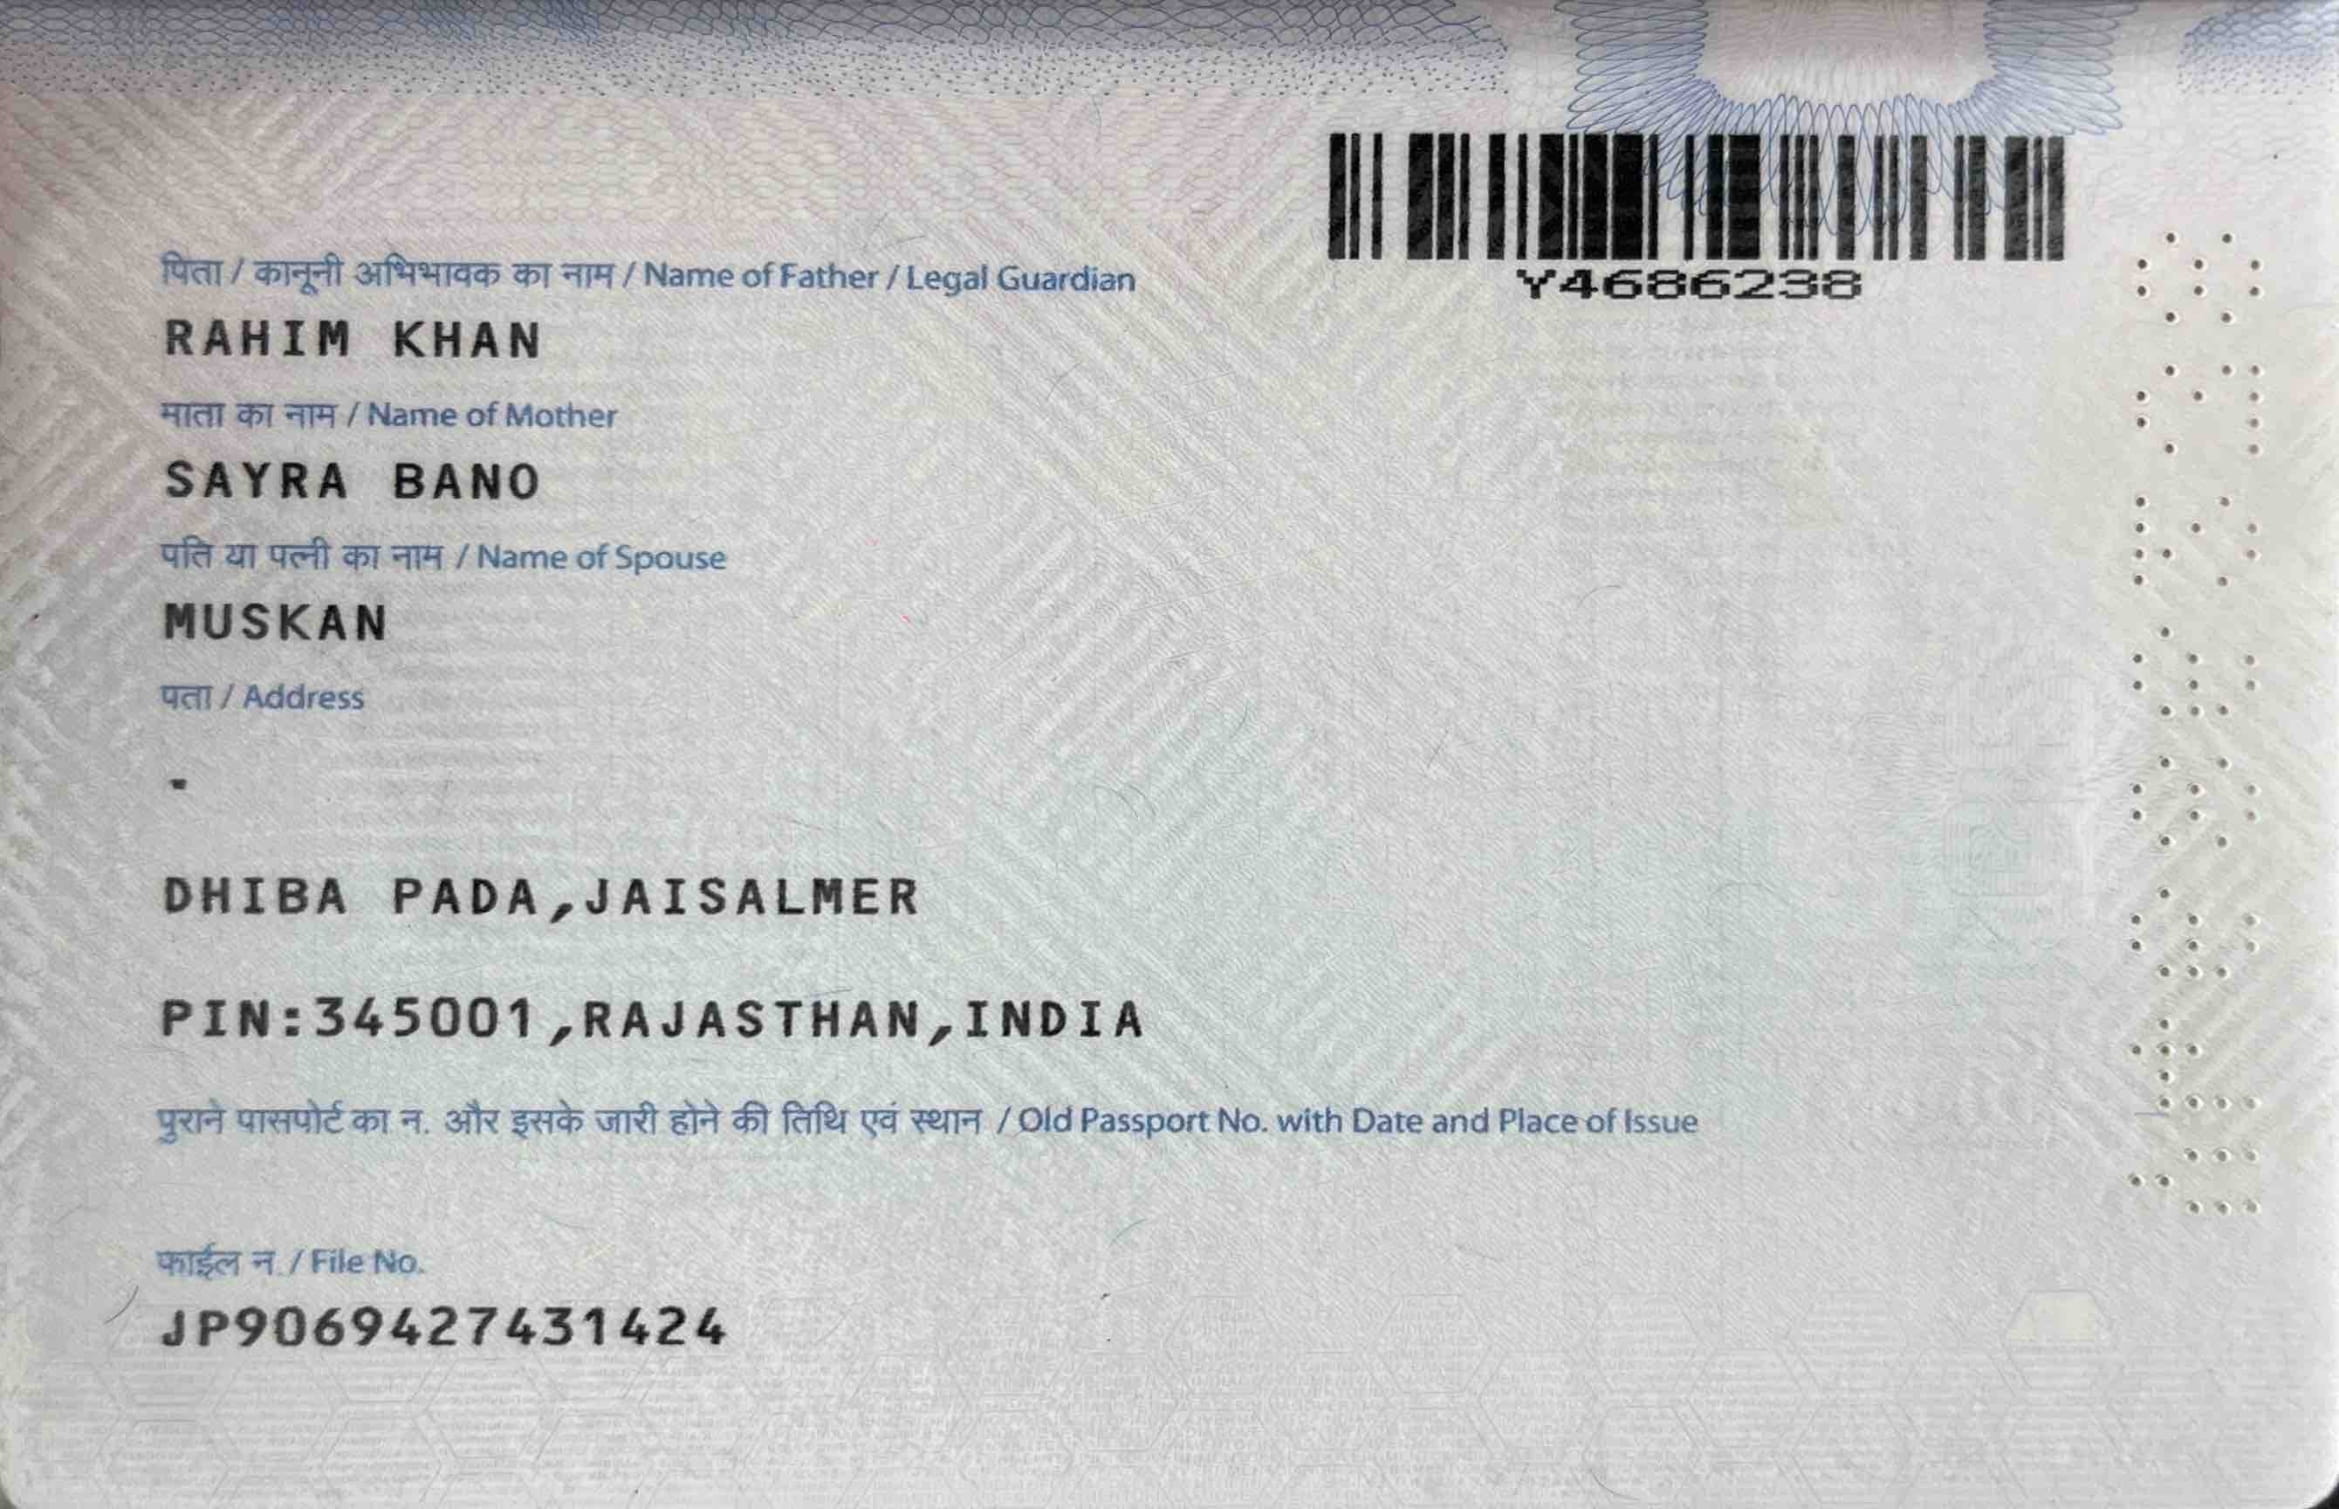 Y4686238
पिता / कानूनी अभिभावक का नाम / Name of Father / Legal Guardian
RAHIM KHAN
माता का नाम / Name of Mother
SAYRA BANO
पति या पत्नी का नाम / Name of Spouse
MUSKAN
पता / Address
-
DHIBA PADA,JAISALMER
PIN:345001,RAJASTHAN,INDIA
पुराने पासपोर्ट का न. और इसके जारी होने की तिथि एवं स्थान / Old Passport No. with Date and Place of Issue
फाईल न. / File No.
JP9069427431424